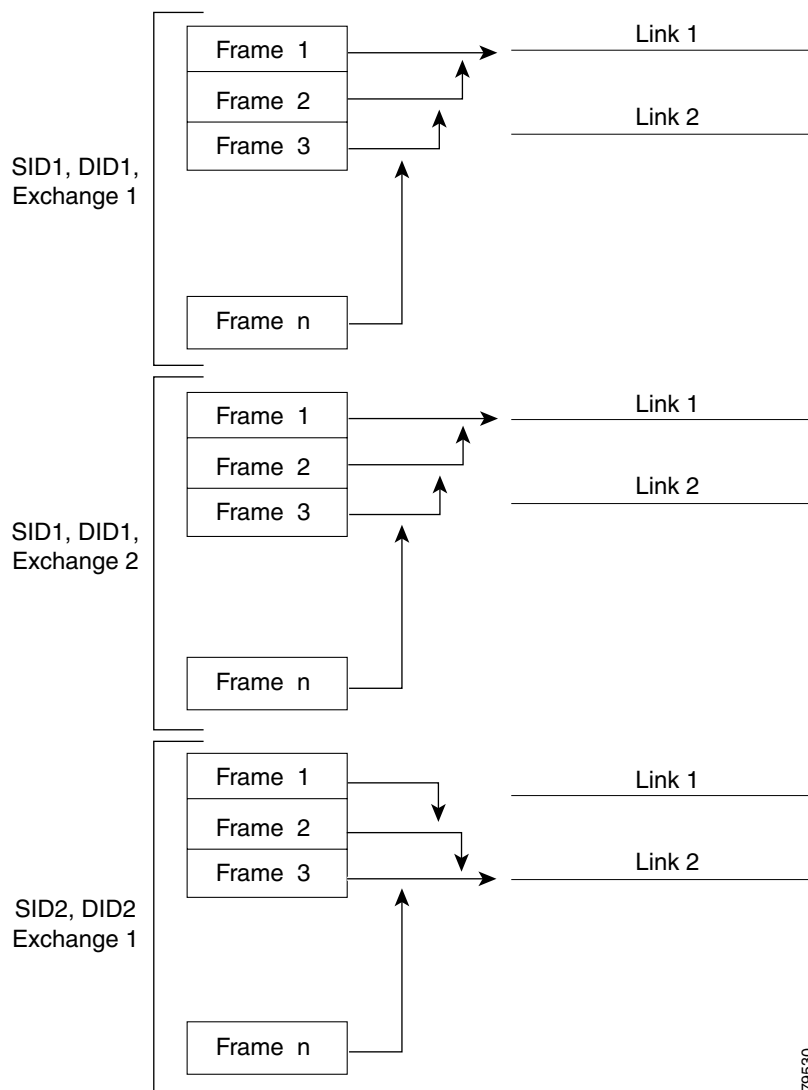 Frame 1
Link 1
Frame 2
Link 2
Frame 3
SID1, DID1,
Exchange 1
Frame n
Frame 1
Link 1
Frame 2
Link 2
Frame 3
SID1, DID1,
Exchange 2
Frame n
Frame 1
Link 1
Frame 2
Link 2
Frame 3
SID2, DID2
Exchange 1
Frame n
79530